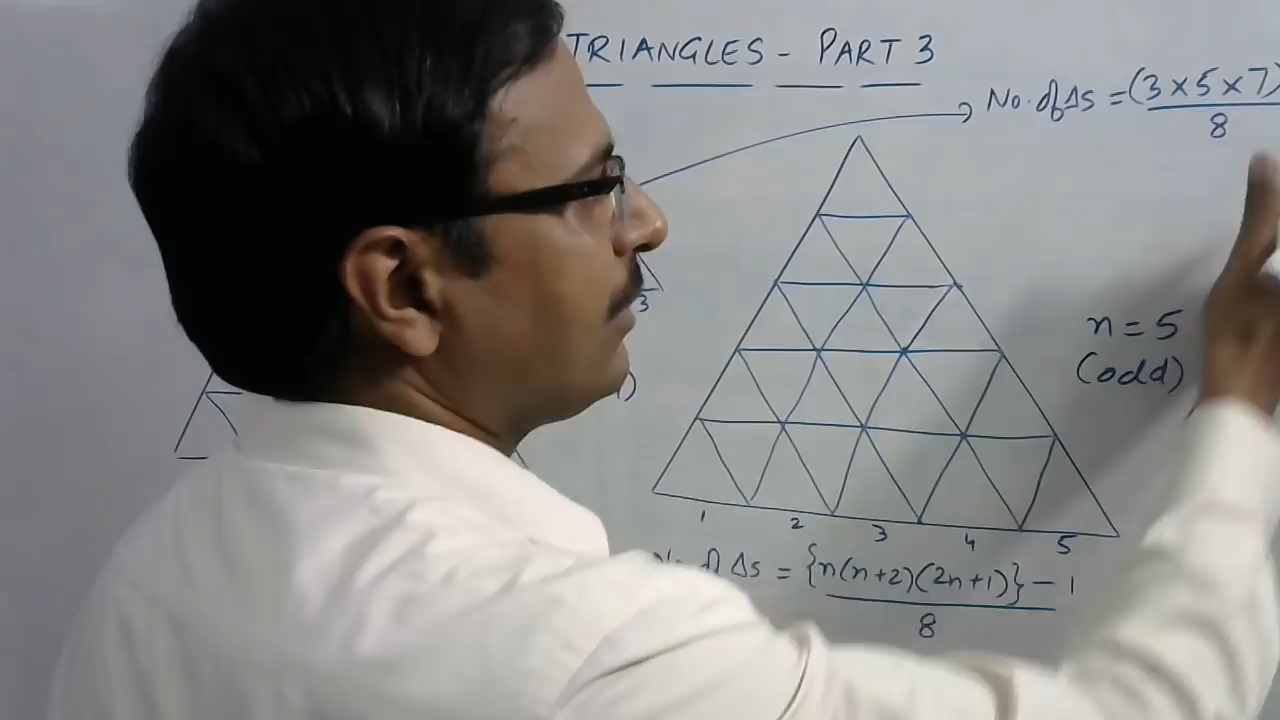 TRIANGLES - PART 3
No. of Δs = (3 × 5 × 7)
8
3
n = 5
(odd)
1 2 3 4 5
Δs = {n(n+2)(2n+1)} - 1
8